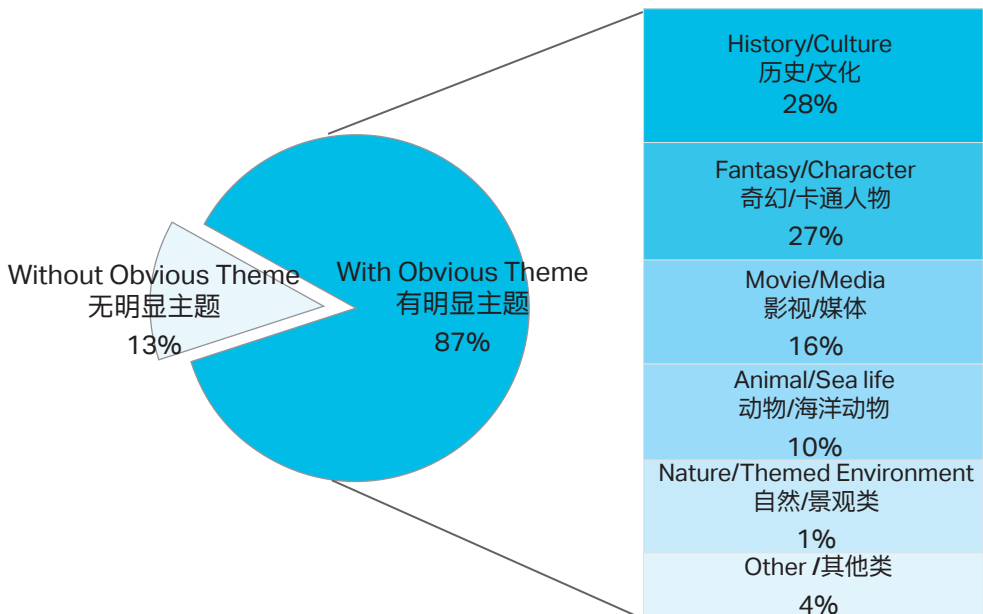 Without Obvious Theme
无明显主题
13%
With Obvious Theme
有明显主题
87%
History/Culture
历史/文化
28%
Fantasy/Character
奇幻/卡通人物
27%
Movie/Media
影视/媒体
16%
Animal/Sea life
动物/海洋动物
10%
Nature/Themed Environment
自然/景观类
1%
Other /其他类
4%